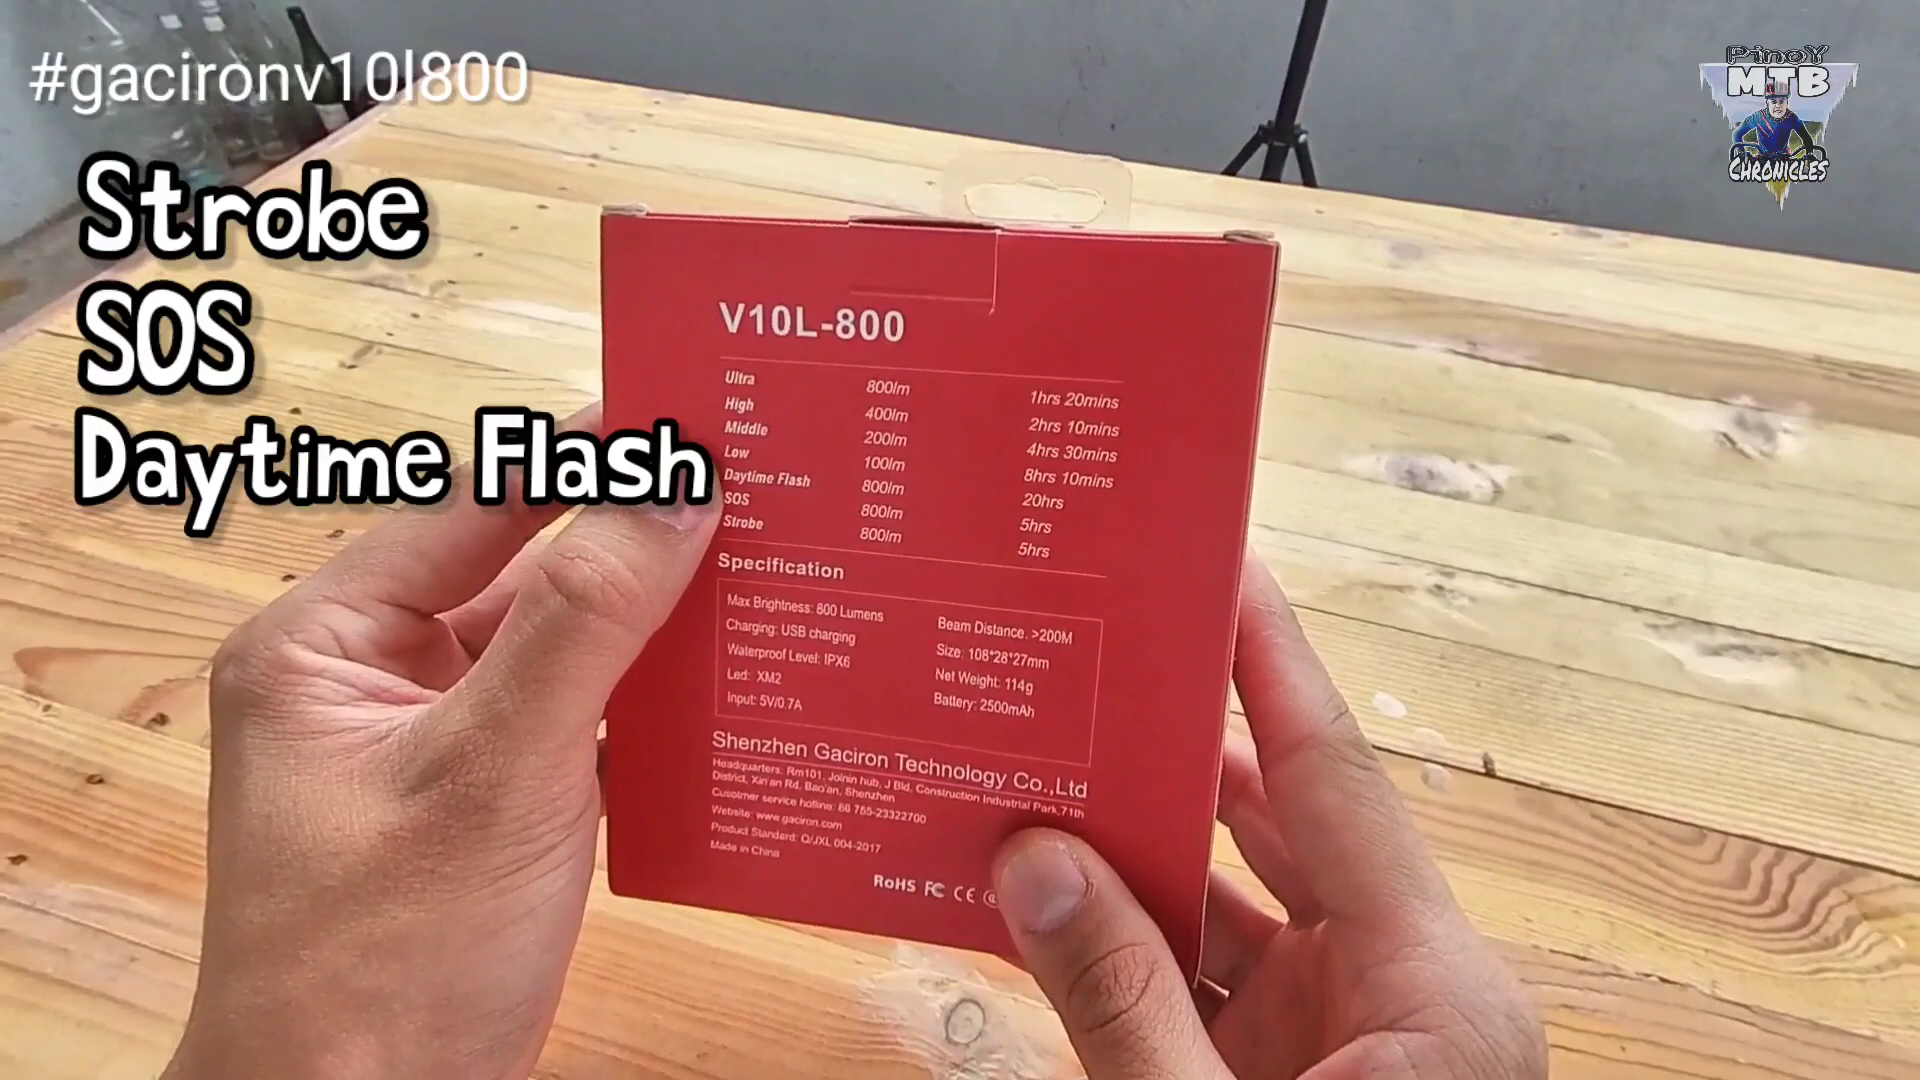 #gacironv10l800
PinoY
MTB
CHRONICLES
Strobe
SOS
Daytime Flash
V10L-800
Ultra 800lm 1hrs 20mins
High 400lm 2hrs 10mins
Middle 200lm 4hrs 30mins
Low 100lm 8hrs 10mins
Daytime Flash 800lm 20hrs
SOS 800lm 5hrs
Strobe 800lm 5hrs
Specification
Max Brightness: 800 Lumens
Charging: USB charging
Waterproof Level: IPX6
Led: XM2
Input: 5V/0.7A
Beam Distance. >200M
Size: 108*28*27mm
Net Weight: 114g
Battery: 2500mAh
Shenzhen Gaciron Technology Co.,Ltd
Headquarters. Rm101, Joinin hub, J Bld, Construction Industrial Park,71th
District, Xin'an Rd, Bao'an, Shenzhen
Cusotmer service hotline: 86 755-23322700
Website: www.gaciron.com
Product Standard: Q/JXL 004-2017
Made in China
RoHS FC CE